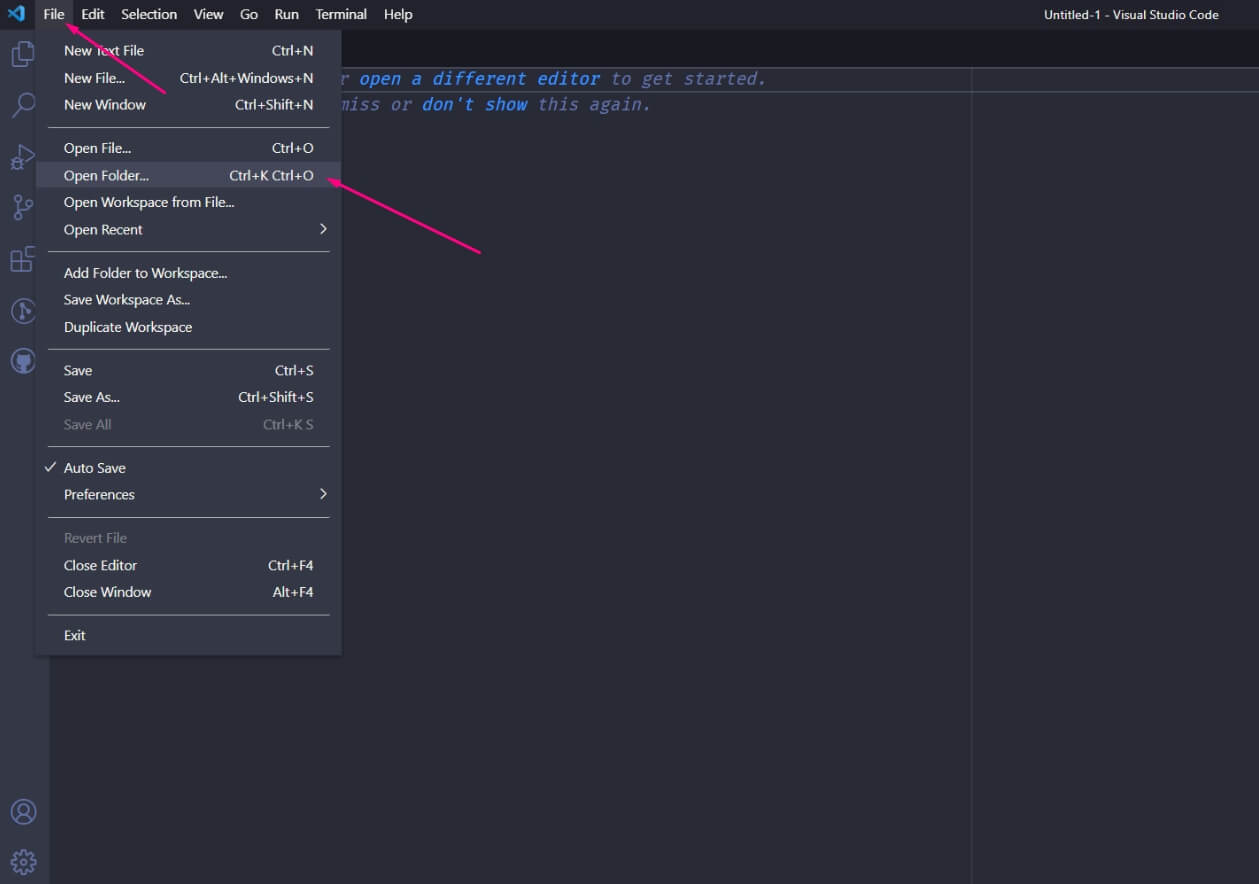 File Edit Selection View Go Run Terminal Help
Untitled-1 - Visual Studio Code
New Text File Ctrl+N
New File... Ctrl+Alt+Windows+N
New Window Ctrl+Shift+N
open a different editor to get started.
or don't show this again.
Open File... Ctrl+O
Open Folder... Ctrl+K Ctrl+O
Open Workspace from File...
Open Recent
Add Folder to Workspace...
Save Workspace As...
Duplicate Workspace
Save Ctrl+S
Save As... Ctrl+Shift+S
Save All Ctrl+K S
Auto Save
Preferences
Revert File
Close Editor Ctrl+F4
Close Window Alt+F4
Exit